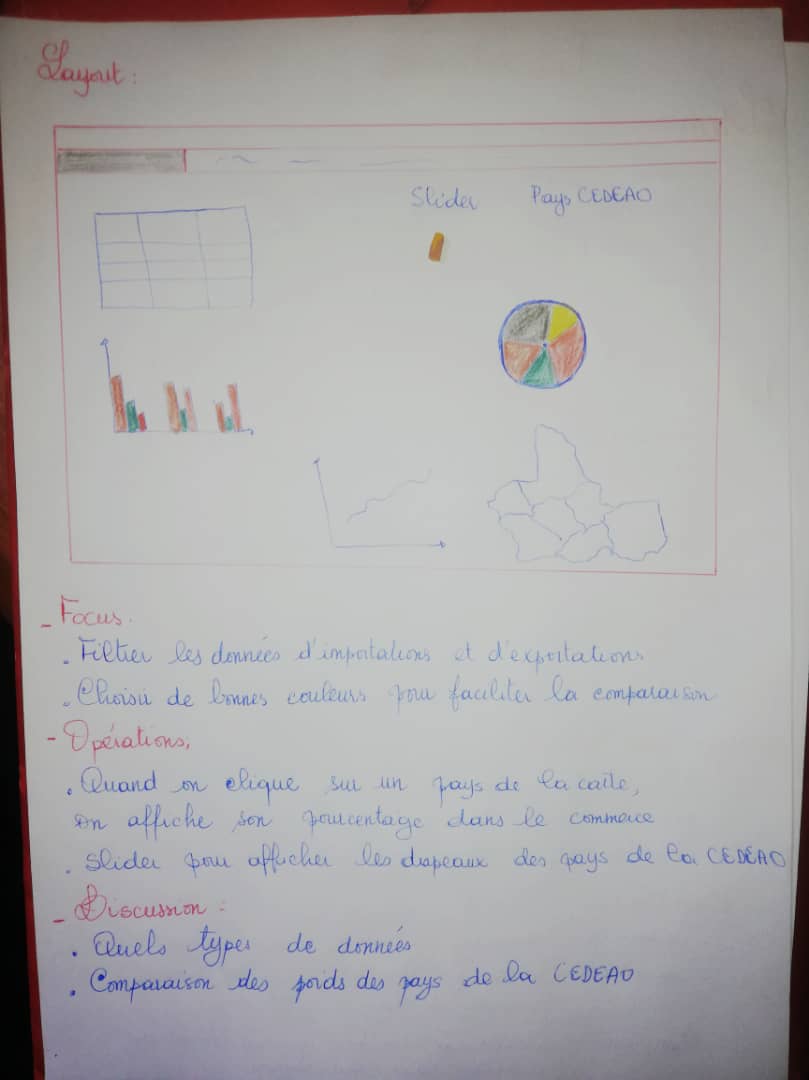 Layout :
Slider Pays CEDEAO
- Focus.
. Filtrer les données d'importations et d'exportations
. Choisir de bonnes couleurs pour faciliter la comparaison
- Opérations,
. Quand on clique sur un pays de la carte,
on affiche son pourcentage dans le commerce
. Slider pour afficher les drapeaux des pays de la CEDEAO
- Discussion :
. Quels types de données
. Comparaison des poids des pays de la CEDEAO